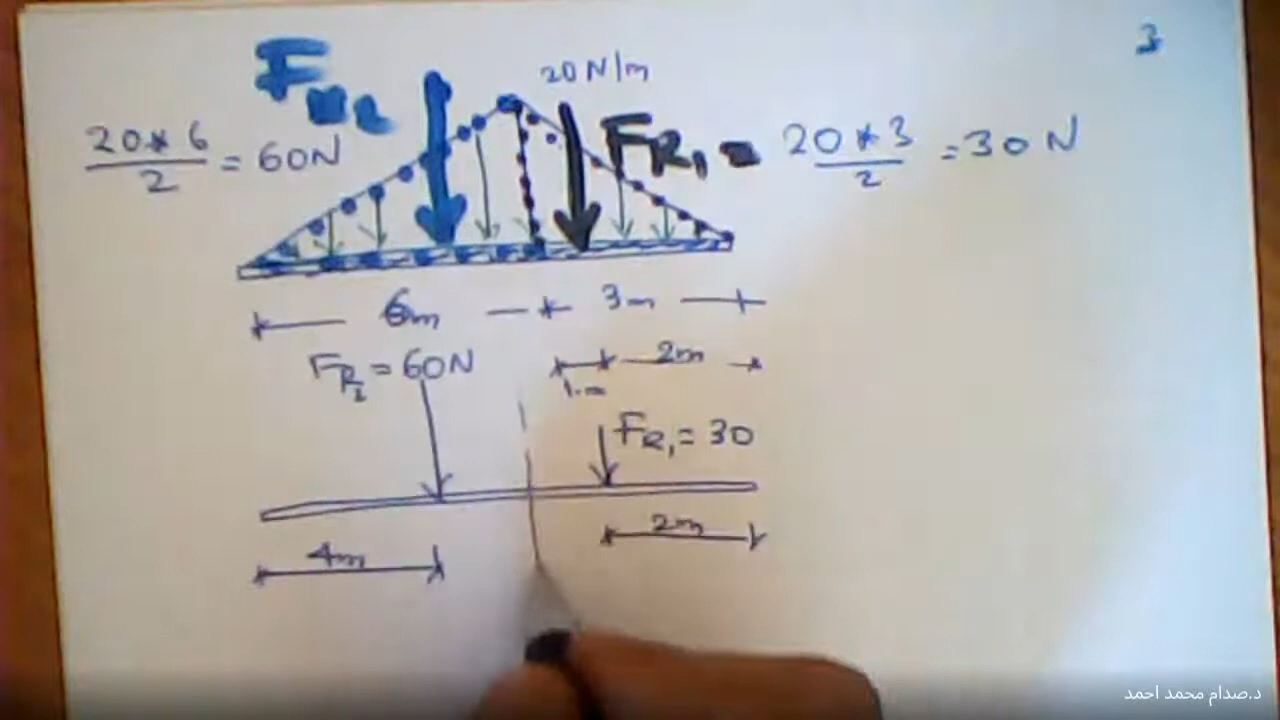 3
20 N/m
F_R2
20*6/2 = 60N
F_R1 = 20*3/2 = 30 N
6m
3m
F_R2 = 60N
2m
1m
F_R1 = 30
2m
4m
د.صدام محمد احمد